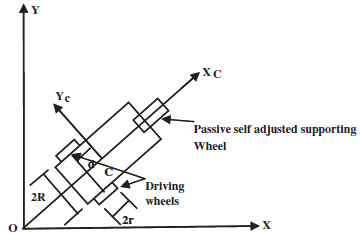 Y
X C
Yc
Passive self adjusted supporting
Wheel
d
C
Driving
wheels
2R
2r
O
X